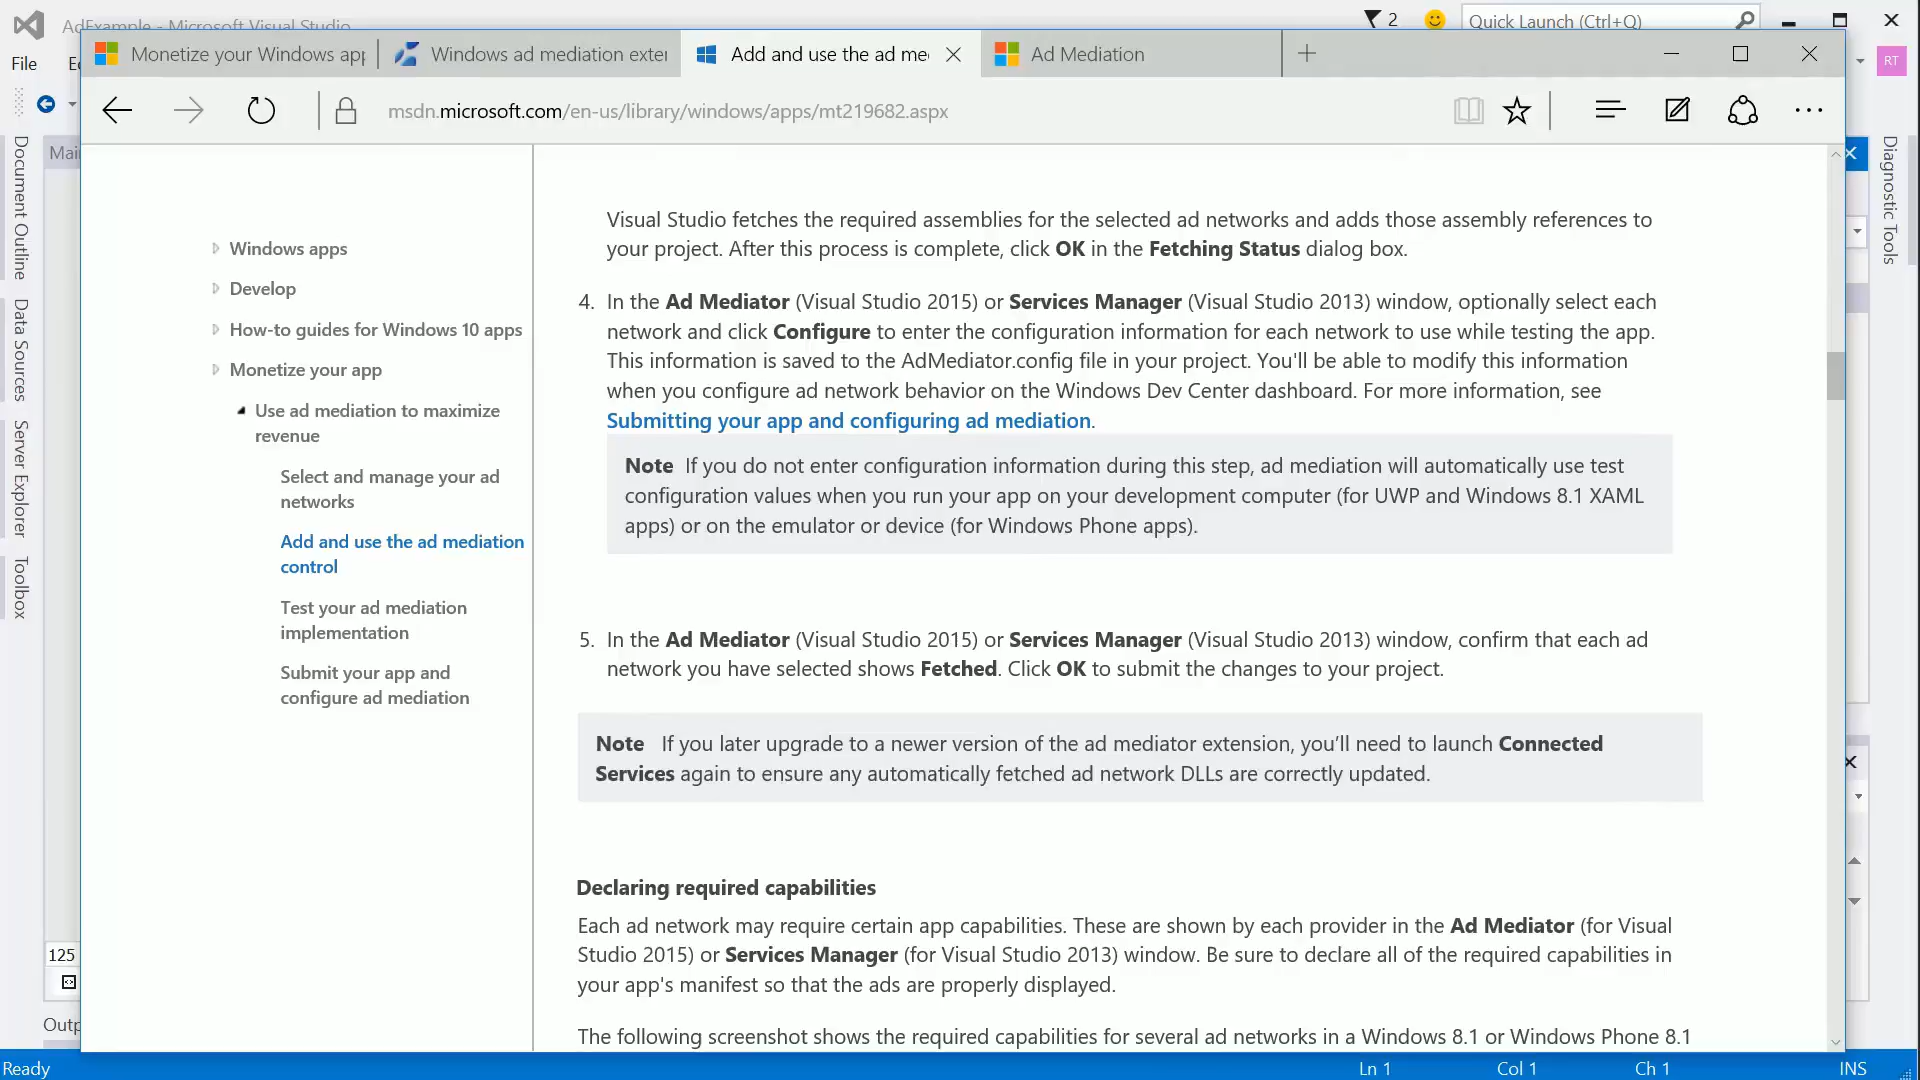 AdExample - Microsoft Visual Studio
2
Quick Launch (Ctrl+Q)
File
RT
Monetize your Windows app
Windows ad mediation exter
Add and use the ad me
Ad Mediation
msdn.microsoft.com/en-us/library/windows/apps/mt219682.aspx
Document Outline
Data Sources
Server Explorer
Toolbox
Diagnostic Tools
Mai
Windows apps
Develop
How-to guides for Windows 10 apps
Monetize your app
Use ad mediation to maximize
revenue
Select and manage your ad
networks
Add and use the ad mediation
control
Test your ad mediation
implementation
Submit your app and
configure ad mediation
Visual Studio fetches the required assemblies for the selected ad networks and adds those assembly references to
your project. After this process is complete, click OK in the Fetching Status dialog box.
4. In the Ad Mediator (Visual Studio 2015) or Services Manager (Visual Studio 2013) window, optionally select each
network and click Configure to enter the configuration information for each network to use while testing the app.
This information is saved to the AdMediator.config file in your project. You'll be able to modify this information
when you configure ad network behavior on the Windows Dev Center dashboard. For more information, see
Submitting your app and configuring ad mediation.
Note If you do not enter configuration information during this step, ad mediation will automatically use test
configuration values when you run your app on your development computer (for UWP and Windows 8.1 XAML
apps) or on the emulator or device (for Windows Phone apps).
5. In the Ad Mediator (Visual Studio 2015) or Services Manager (Visual Studio 2013) window, confirm that each ad
network you have selected shows Fetched. Click OK to submit the changes to your project.
Note If you later upgrade to a newer version of the ad mediator extension, you’ll need to launch Connected
Services again to ensure any automatically fetched ad network DLLs are correctly updated.
Declaring required capabilities
Each ad network may require certain app capabilities. These are shown by each provider in the Ad Mediator (for Visual
Studio 2015) or Services Manager (for Visual Studio 2013) window. Be sure to declare all of the required capabilities in
your app's manifest so that the ads are properly displayed.
The following screenshot shows the required capabilities for several ad networks in a Windows 8.1 or Windows Phone 8.1
125
Outp
Ready
Ln 1
Col 1
Ch 1
INS